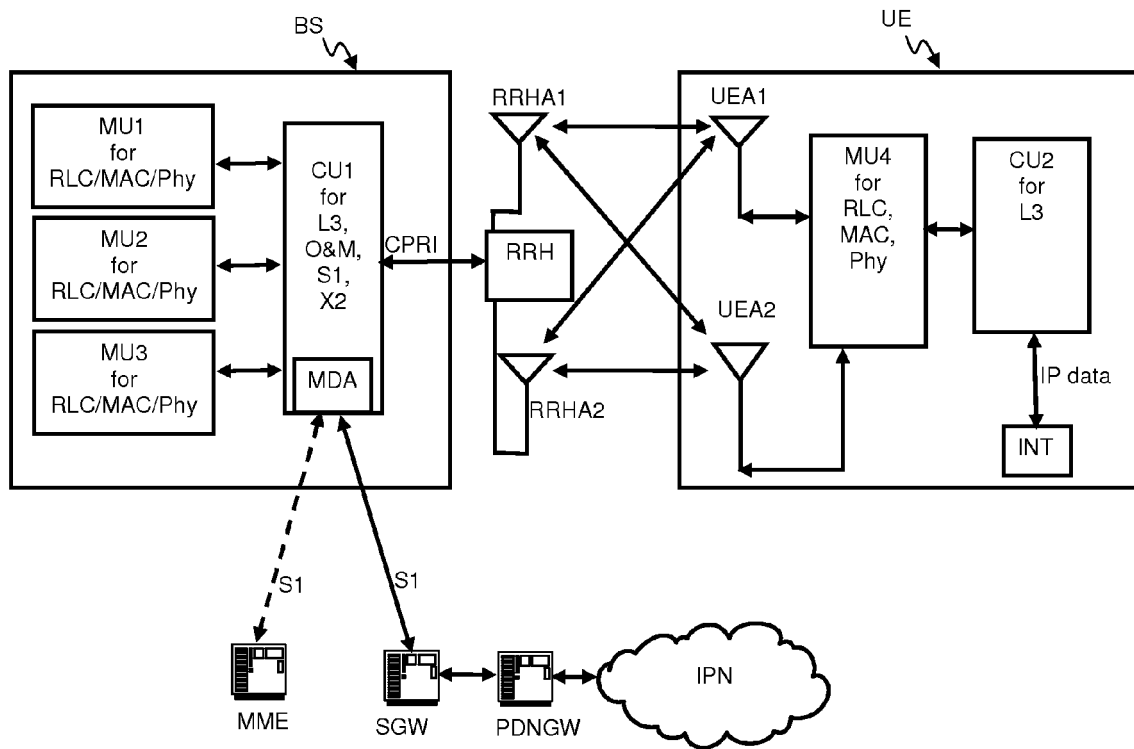 BS
UE
MU1
for
RLC/MAC/Phy
MU2
for
RLC/MAC/Phy
MU3
for
RLC/MAC/Phy
CU1
for
L3,
O&M,
S1,
X2
MDA
CPRI
RRHA1
RRH
RRHA2
UEA1
UEA2
MU4
for
RLC,
MAC,
Phy
CU2
for
L3
IP data
INT
S1
S1
MME
SGW
PDNGW
IPN